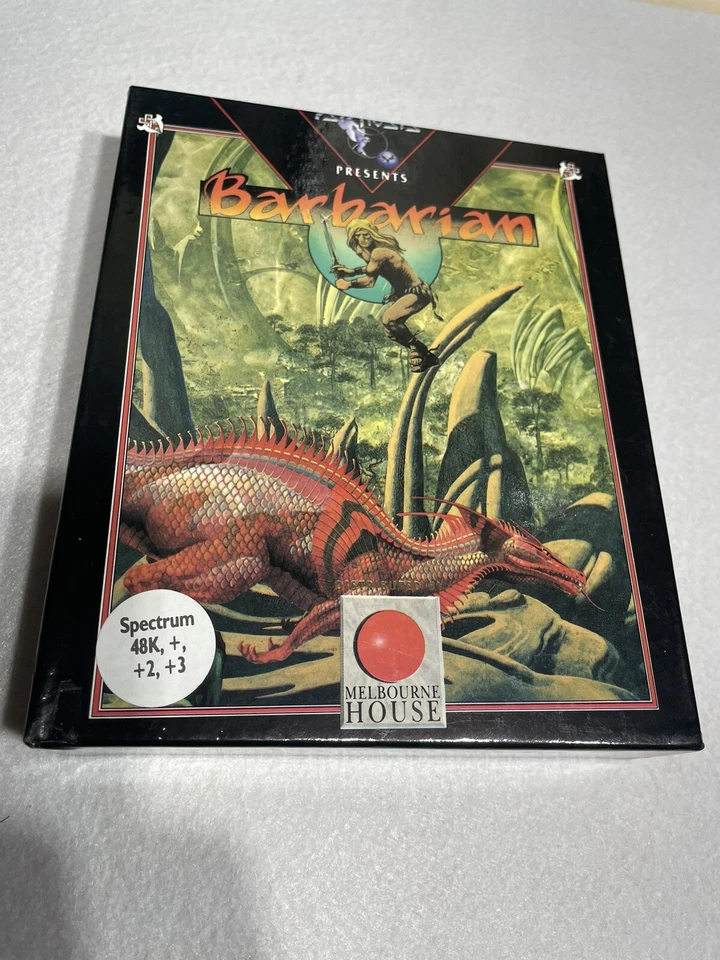 PRESENTS
Barbarian
Spectrum
48K, +,
+2, +3
MELBOURNE
HOUSE